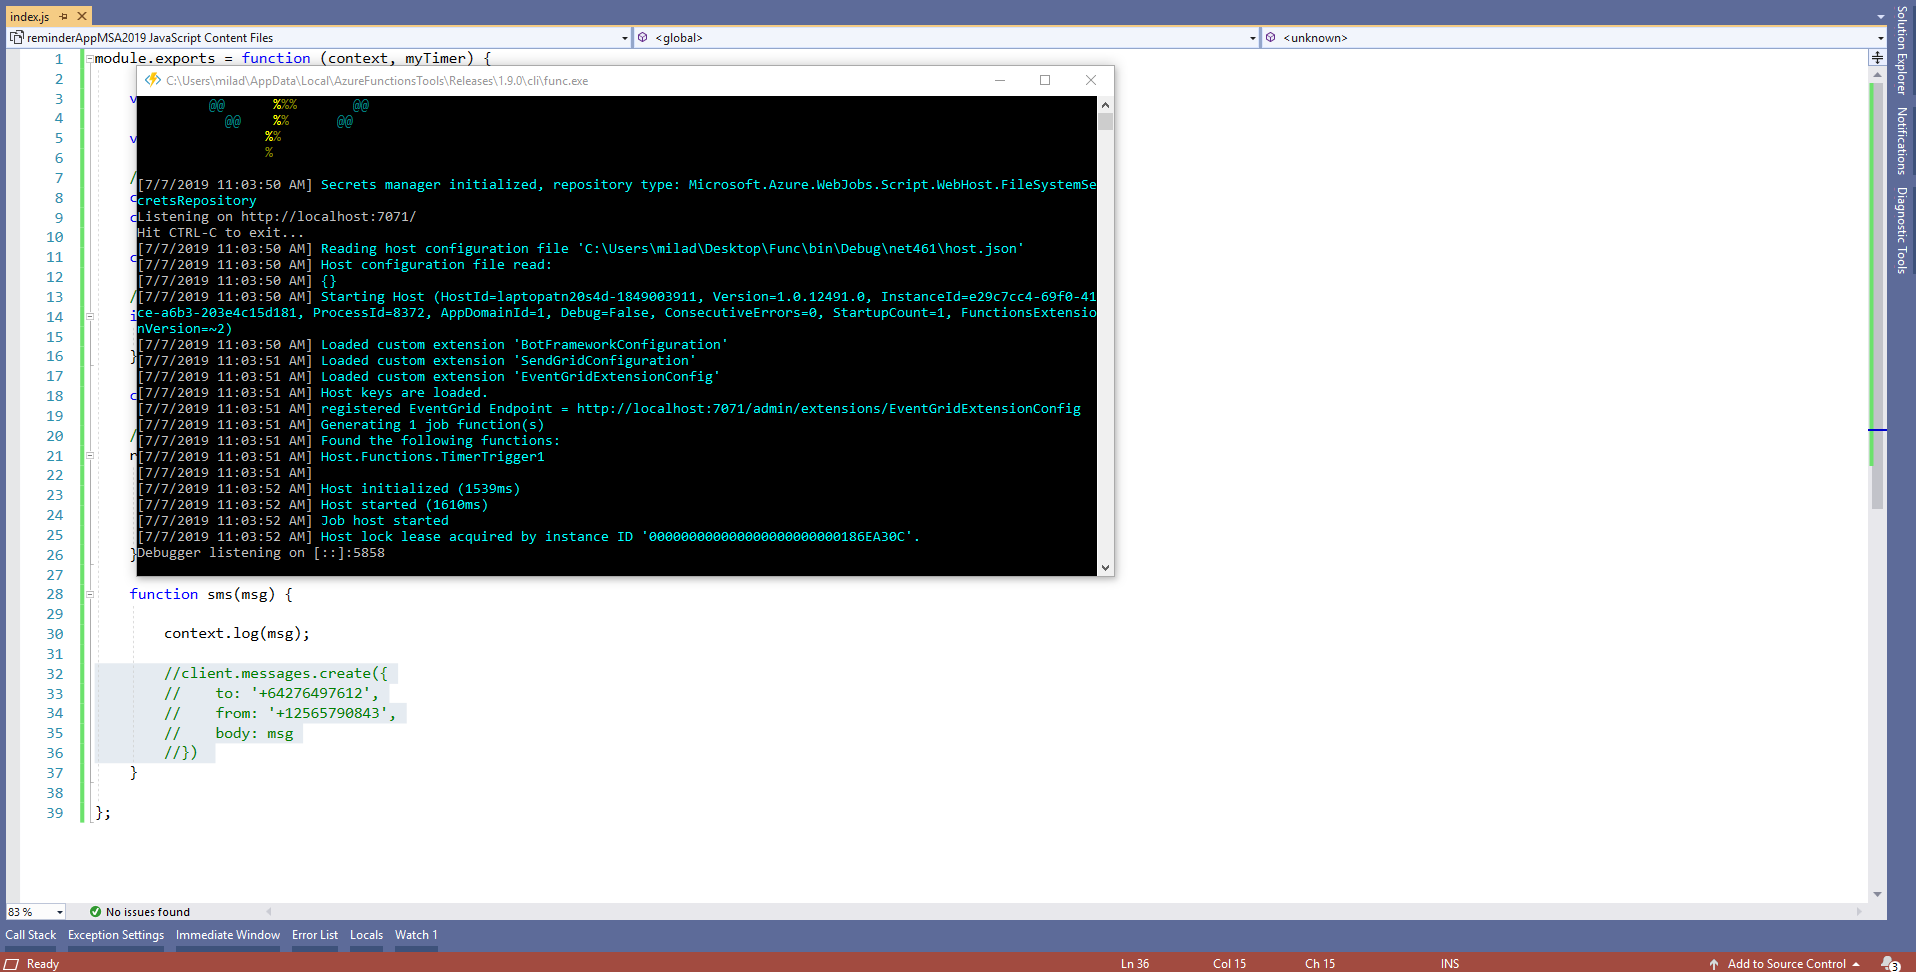 index.js
reminderAppMSA2019 JavaScript Content Files
<global>
<unknown>
Solution Explorer
Notifications
Diagnostic Tools
1 module.exports = function (context, myTimer) {
2
3 v
4
5 v
6
7 /
8 c
9 c
10
11 c
12
13 /
14 i
15
16 }
17
18 c
19
20 /
21 r
22
23
24
25
26 }
27
28 function sms(msg) {
29
30 context.log(msg);
31
32 //client.messages.create({
33 // to: '+64276497612',
34 // from: '+12565790843',
35 // body: msg
36 //})
37 }
38
39 };
C:\Users\milad\AppData\Local\AzureFunctionsTools\Releases\1.9.0\cli\func.exe
@@ %%% @@
@@ %% @@
%%
%
[7/7/2019 11:03:50 AM] Secrets manager initialized, repository type: Microsoft.Azure.WebJobs.Script.WebHost.FileSystemSe
cretsRepository
Listening on http://localhost:7071/
Hit CTRL-C to exit...
[7/7/2019 11:03:50 AM] Reading host configuration file 'C:\Users\milad\Desktop\Func\bin\Debug\net461\host.json'
[7/7/2019 11:03:50 AM] Host configuration file read:
[7/7/2019 11:03:50 AM] {}
[7/7/2019 11:03:50 AM] Starting Host (HostId=laptopatn20s4d-1849003911, Version=1.0.12491.0, InstanceId=e29c7cc4-69f0-41
ce-a6b3-203e4c15d181, ProcessId=8372, AppDomainId=1, Debug=False, ConsecutiveErrors=0, StartupCount=1, FunctionsExtensio
nVersion=~2)
[7/7/2019 11:03:50 AM] Loaded custom extension 'BotFrameworkConfiguration'
[7/7/2019 11:03:51 AM] Loaded custom extension 'SendGridConfiguration'
[7/7/2019 11:03:51 AM] Loaded custom extension 'EventGridExtensionConfig'
[7/7/2019 11:03:51 AM] Host keys are loaded.
[7/7/2019 11:03:51 AM] registered EventGrid Endpoint = http://localhost:7071/admin/extensions/EventGridExtensionConfig
[7/7/2019 11:03:51 AM] Generating 1 job function(s)
[7/7/2019 11:03:51 AM] Found the following functions:
[7/7/2019 11:03:51 AM] Host.Functions.TimerTrigger1
[7/7/2019 11:03:51 AM]
[7/7/2019 11:03:52 AM] Host initialized (1539ms)
[7/7/2019 11:03:52 AM] Host started (1610ms)
[7/7/2019 11:03:52 AM] Job host started
[7/7/2019 11:03:52 AM] Host lock lease acquired by instance ID '000000000000000000000000186EA30C'.
Debugger listening on [::]:5858
83 %
No issues found
Call Stack Exception Settings Immediate Window Error List Locals Watch 1
Ready Ln 36 Col 15 Ch 15 INS Add to Source Control 3